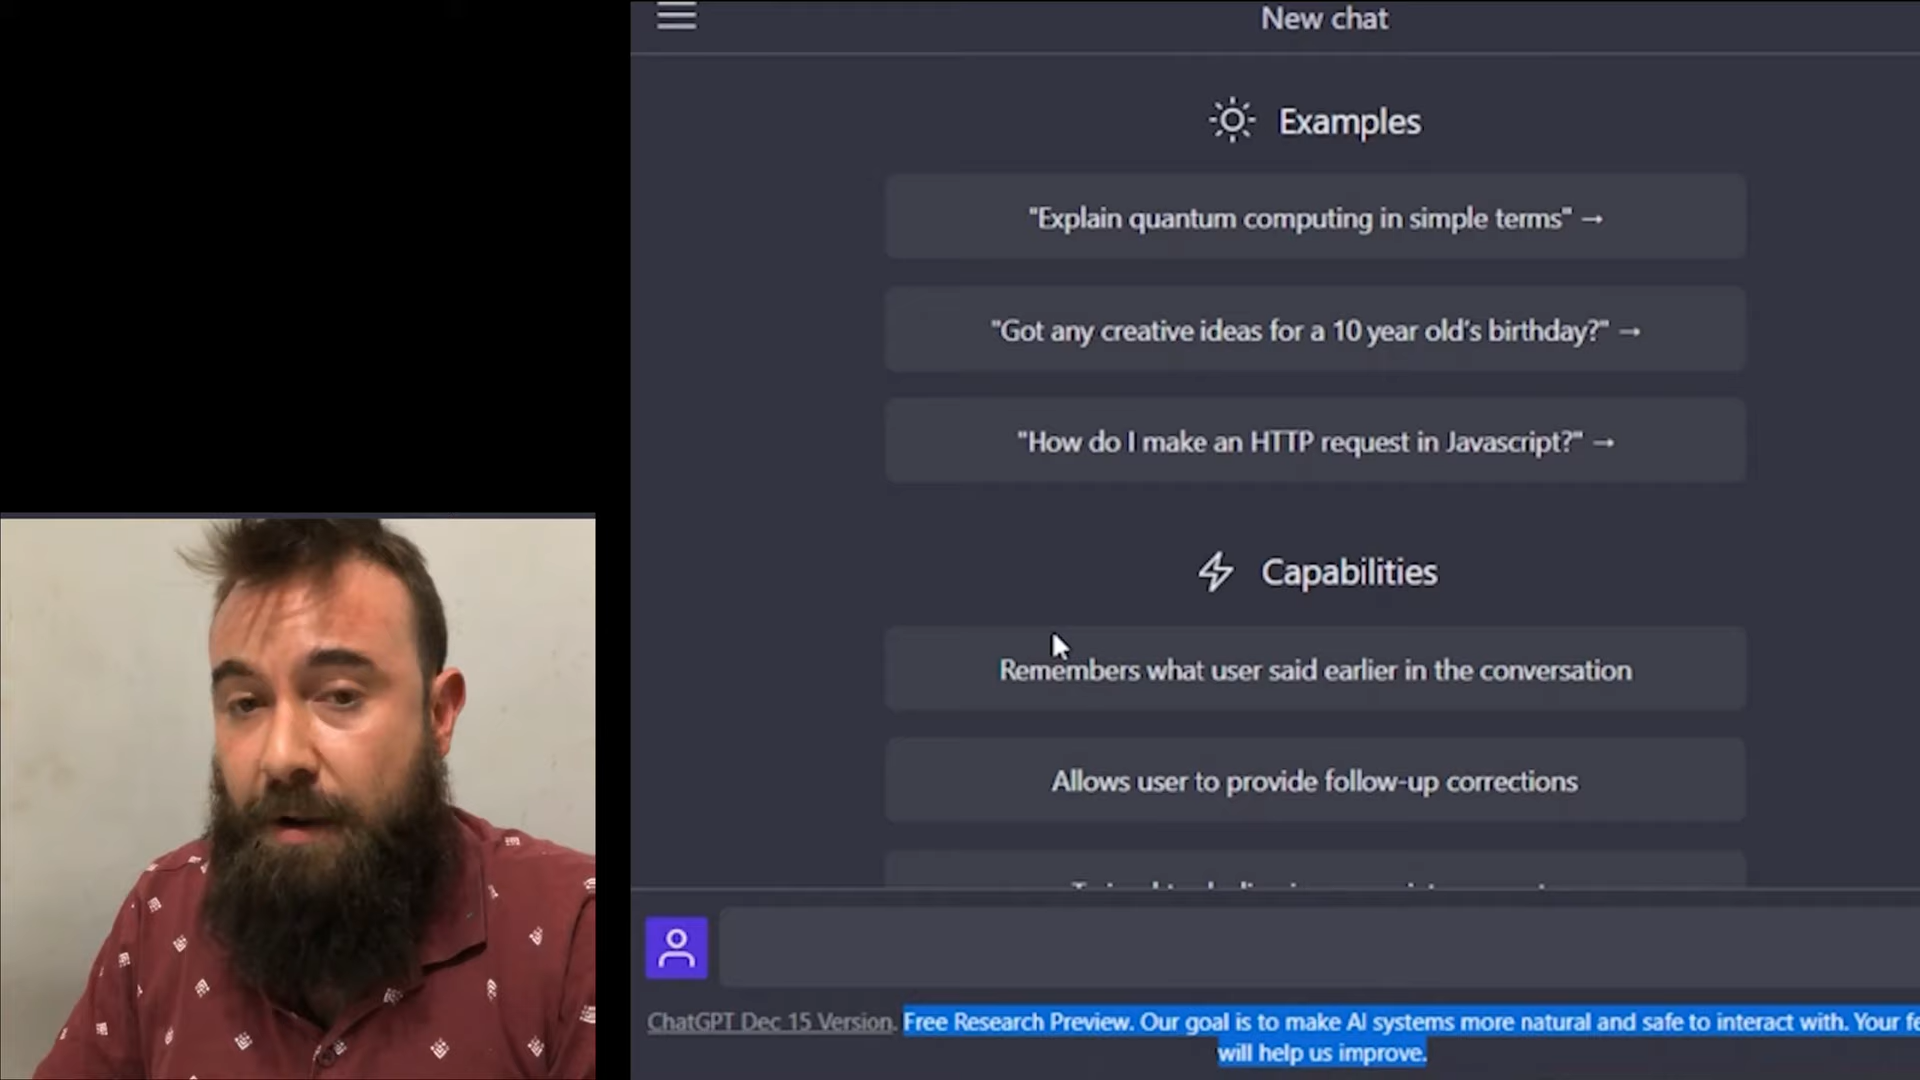 New chat
Examples
"Explain quantum computing in simple terms" →
"Got any creative ideas for a 10 year old's birthday?" →
"How do I make an HTTP request in Javascript?" →
Capabilities
Remembers what user said earlier in the conversation
Allows user to provide follow-up corrections
ChatGPT Dec 15 Version. Free Research Preview. Our goal is to make AI systems more natural and safe to interact with. Your
will help us improve.